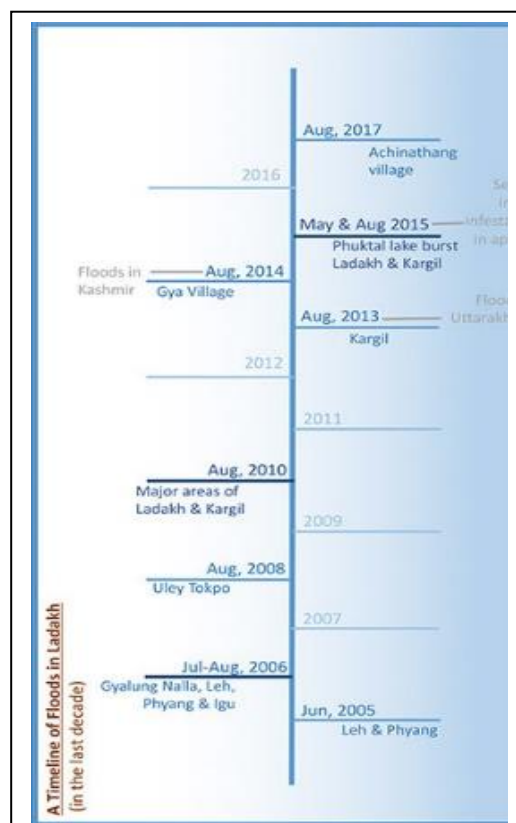 Aug, 2017
Achinathang
village
2016
May & Aug 2015
Phuktal lake burst
Ladakh & Kargil
in
in
Floods in
Kashmir
Aug, 2014
Gya Village
Aug, 2013
Kargil
2012
2011
Aug, 2010
Major areas of
Ladakh & Kargil
2009
Aug, 2008
Uley Tokpo
2007
Jul-Aug, 2006
Gyalung Nalla, Leh,
Phyang & Igu
Jun, 2005
Leh & Phyang
A Timeline of Floods in Ladakh
(in the last decade)